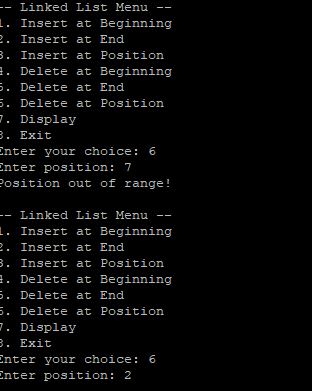 -- Linked List Menu --
1. Insert at Beginning
2. Insert at End
3. Insert at Position
4. Delete at Beginning
5. Delete at End
6. Delete at Position
7. Display
8. Exit
Enter your choice: 6
Enter position: 7
Position out of range!
-- Linked List Menu --
1. Insert at Beginning
2. Insert at End
3. Insert at Position
4. Delete at Beginning
5. Delete at End
6. Delete at Position
7. Display
8. Exit
Enter your choice: 6
Enter position: 2